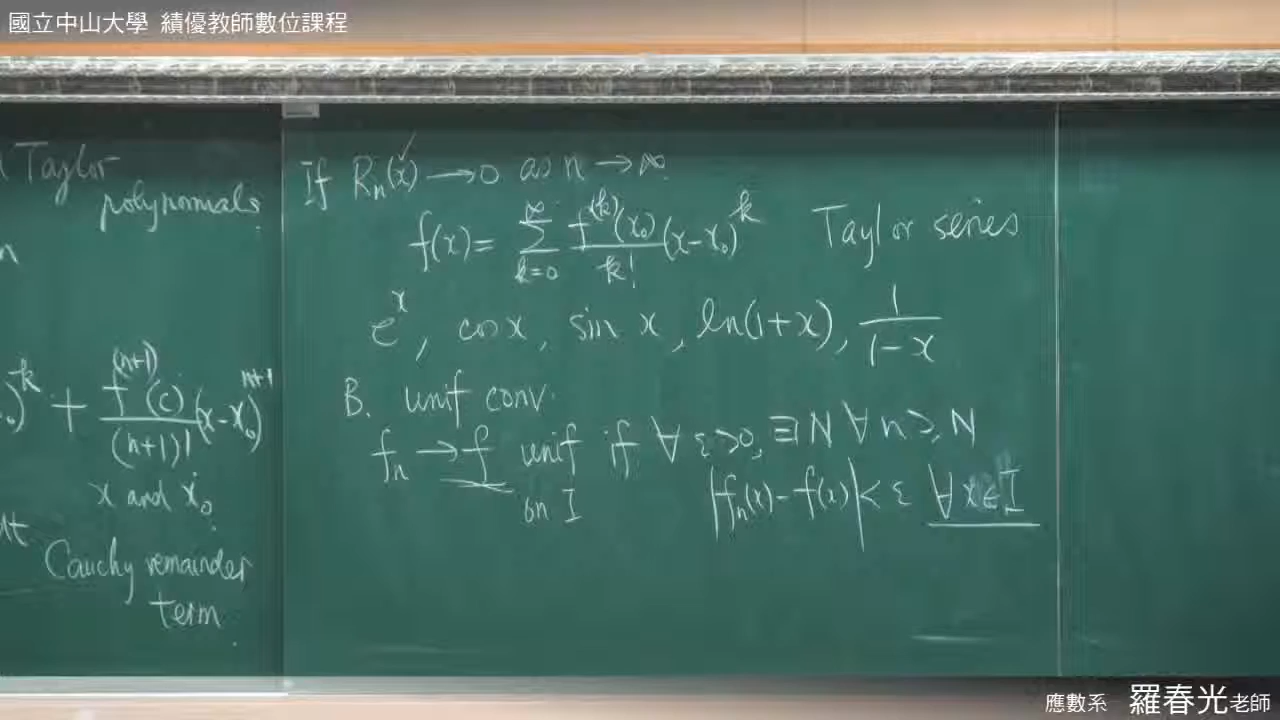 國立中山大學 績優教師數位課程
Taylor
polynomials
n
)^k + f^(n+1)(c)/(n+1)! (x-x₀)^n+1
x and x₀
dt
Cauchy remainder
term
If Rₙ(x) → 0 as n → ∞
f(x) = ∑_{k=0}^{∞} f^(k)(x₀)/k! (x-x₀)^k Taylor series
e^x, cos x, sin x, ln(1+x), 1/(1-x)
B. unif conv.
fₙ → f unif if ∀ ε>0, ∃ N ∀ n ≥ N
on I |fₙ(x) - f(x)| < ε ∀ x ∈ I
應數系 羅春光老師